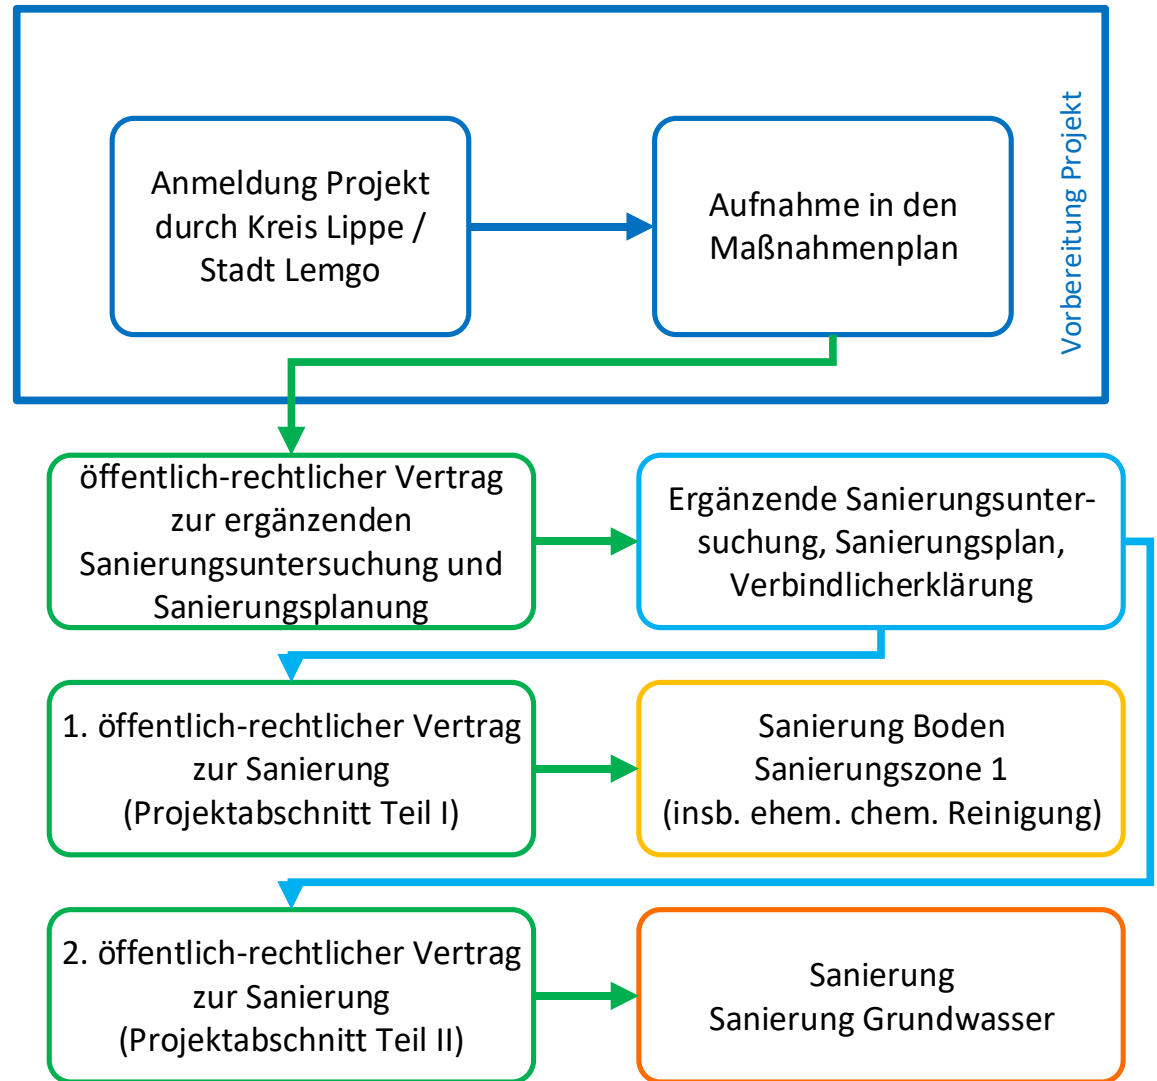 Anmeldung Projekt
durch Kreis Lippe /
Stadt Lemgo
Aufnahme in den
Maßnahmenplan
Vorbereitung Projekt
öffentlich-rechtlicher Vertrag
zur ergänzenden
Sanierungsuntersuchung und
Sanierungsplanung
Ergänzende Sanierungsunter-
suchung, Sanierungsplan,
Verbindlicherklärung
1. öffentlich-rechtlicher Vertrag
zur Sanierung
(Projektabschnitt Teil I)
Sanierung Boden
Sanierungszone 1
(insb. ehem. chem. Reinigung)
2. öffentlich-rechtlicher Vertrag
zur Sanierung
(Projektabschnitt Teil II)
Sanierung
Sanierung Grundwasser